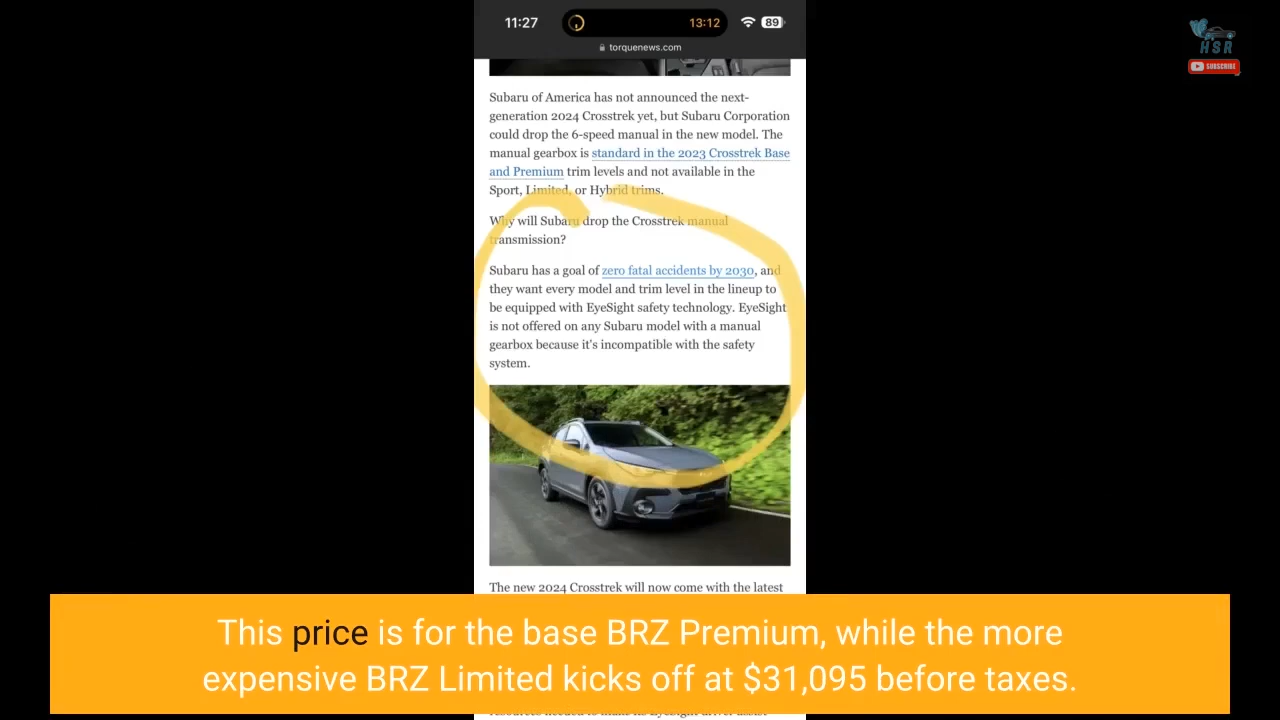 11:27
13:12
89
torquenews.com
HSR
SUBSCRIBE
Subaru of America has not announced the next-
generation 2024 Crosstrek yet, but Subaru Corporation
could drop the 6-speed manual in the new model. The
manual gearbox is standard in the 2023 Crosstrek Base
and Premium trim levels and not available in the
Sport, Limited, or Hybrid trims.
Why will Subaru drop the Crosstrek manual
transmission?
Subaru has a goal of zero fatal accidents by 2030, and
they want every model and trim level in the lineup to
be equipped with EyeSight safety technology. EyeSight
is not offered on any Subaru model with a manual
gearbox because it's incompatible with the safety
system.
The new 2024 Crosstrek will now come with the latest
This price is for the base BRZ Premium, while the more
expensive BRZ Limited kicks off at $31,095 before taxes.